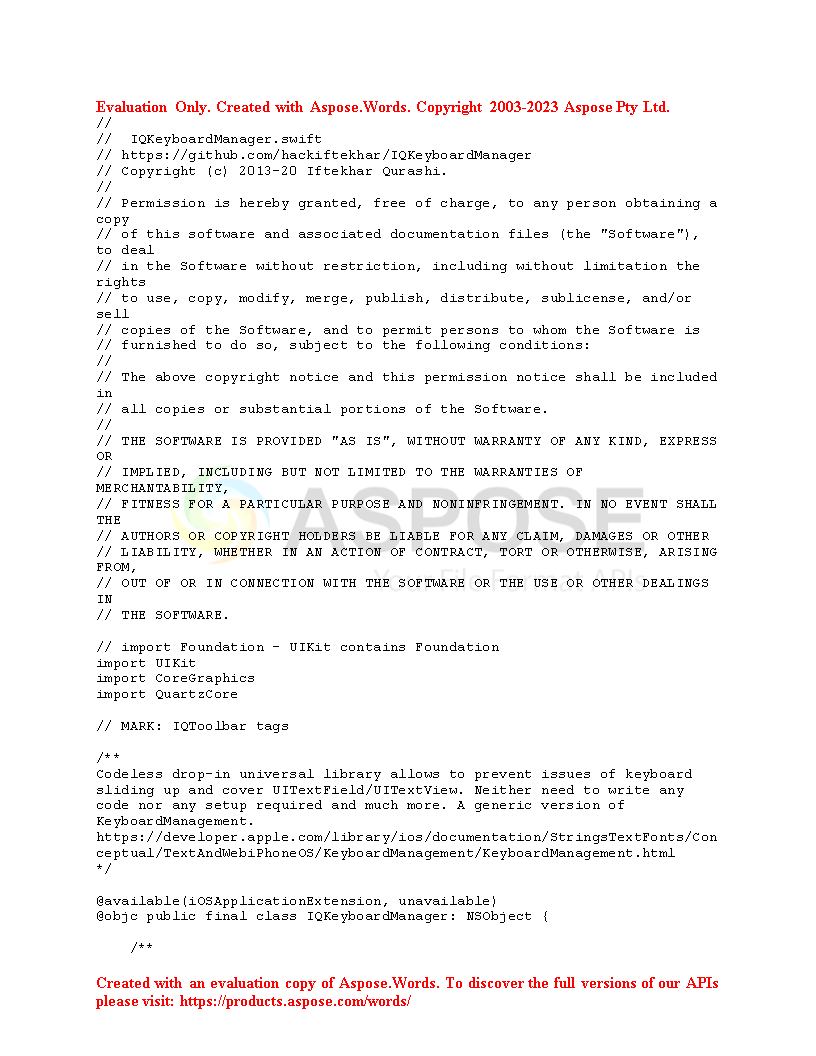 Evaluation Only. Created with Aspose.Words. Copyright 2003-2023 Aspose Pty Ltd.
//
//  IQKeyboardManager.swift
// https://github.com/hackiftekhar/IQKeyboardManager
// Copyright (c) 2013-20 Iftekhar Qurashi.
//
// Permission is hereby granted, free of charge, to any person obtaining a
copy
// of this software and associated documentation files (the "Software"),
to deal
// in the Software without restriction, including without limitation the
rights
// to use, copy, modify, merge, publish, distribute, sublicense, and/or
sell
// copies of the Software, and to permit persons to whom the Software is
// furnished to do so, subject to the following conditions:
//
// The above copyright notice and this permission notice shall be included
in
// all copies or substantial portions of the Software.
//
// THE SOFTWARE IS PROVIDED "AS IS", WITHOUT WARRANTY OF ANY KIND, EXPRESS
OR
// IMPLIED, INCLUDING BUT NOT LIMITED TO THE WARRANTIES OF
MERCHANTABILITY,
// FITNESS FOR A PARTICULAR PURPOSE AND NONINFRINGEMENT. IN NO EVENT SHALL
THE
ASPOSE
// AUTHORS OR COPYRIGHT HOLDERS BE LIABLE FOR ANY CLAIM, DAMAGES OR OTHER
// LIABILITY, WHETHER IN AN ACTION OF CONTRACT, TORT OR OTHERWISE, ARISING
FROM,
Your File Format APIs
// OUT OF OR IN CONNECTION WITH THE SOFTWARE OR THE USE OR OTHER DEALINGS
IN
// THE SOFTWARE.

// import Foundation - UIKit contains Foundation
import UIKit
import CoreGraphics
import QuartzCore

// MARK: IQToolbar tags

/**
Codeless drop-in universal library allows to prevent issues of keyboard
sliding up and cover UITextField/UITextView. Neither need to write any
code nor any setup required and much more. A generic version of
KeyboardManagement.
https://developer.apple.com/library/ios/documentation/StringsTextFonts/Con
ceptual/TextAndWebiPhoneOS/KeyboardManagement/KeyboardManagement.html
*/

@available(iOSApplicationExtension, unavailable)
@objc public final class IQKeyboardManager: NSObject {

    /**

Created with an evaluation copy of Aspose.Words. To discover the full versions of our APIs
please visit: https://products.aspose.com/words/